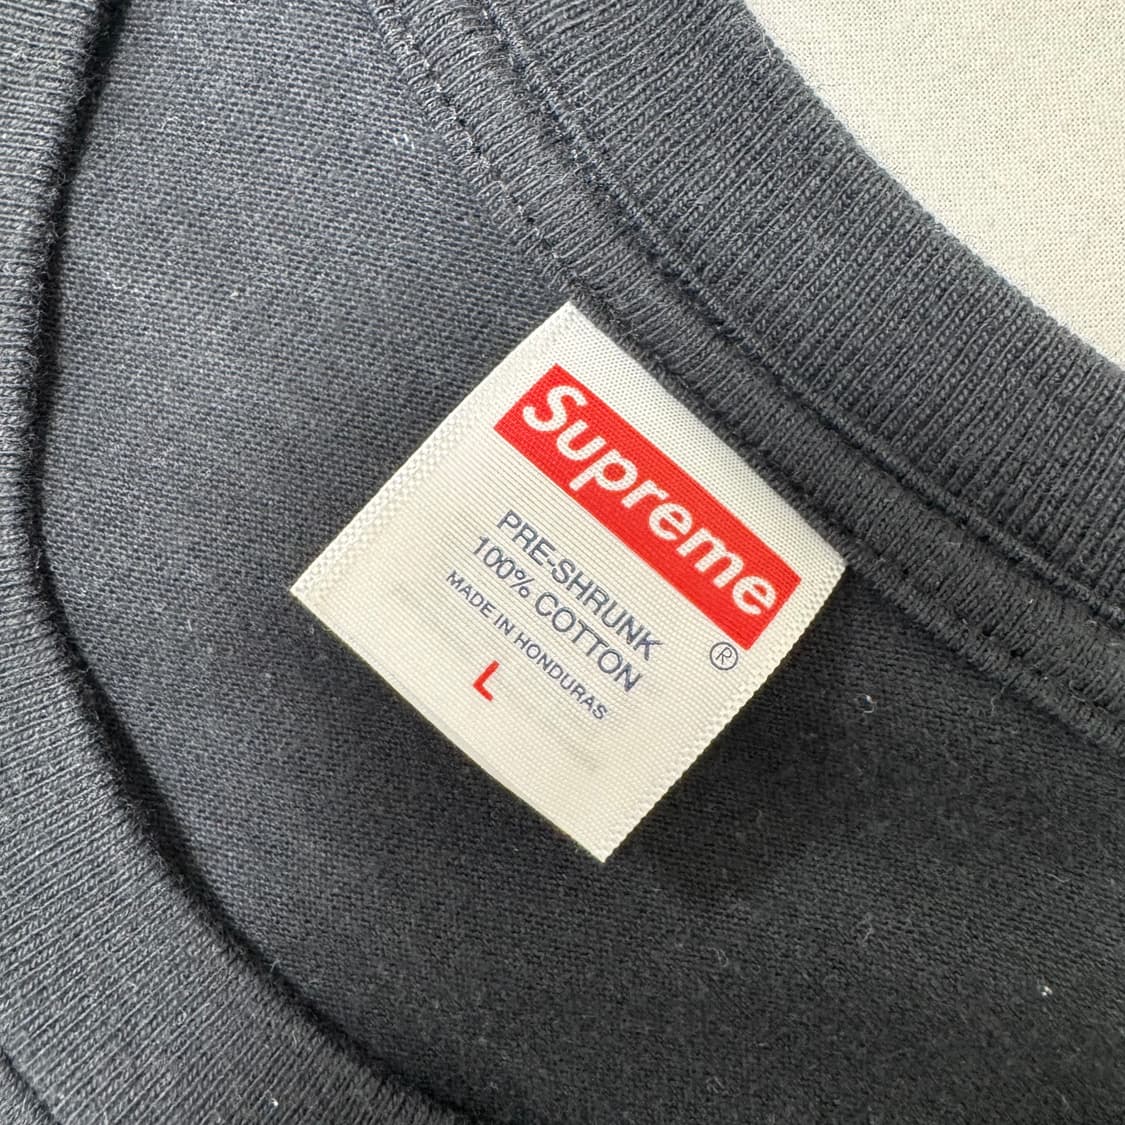 Supreme
®
PRE-SHRUNK
100% COTTON
MADE IN HONDURAS
L